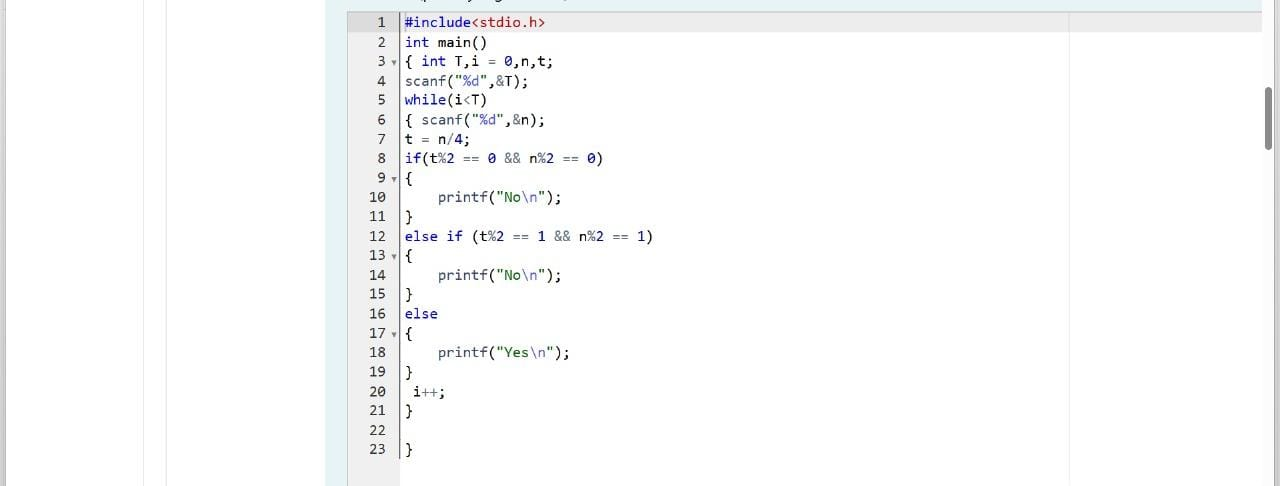 1 #include<stdio.h>
2 int main()
3 { int T,i = 0,n,t;
4 scanf("%d",&T);
5 while(i<T)
6 { scanf("%d",&n);
7 t = n/4;
8 if(t%2 == 0 && n%2 == 0)
9 {
10     printf("No\n");
11 }
12 else if (t%2 == 1 && n%2 == 1)
13 {
14     printf("No\n");
15 }
16 else
17 {
18     printf("Yes\n");
19 }
20  i++;
21 }
22
23 }